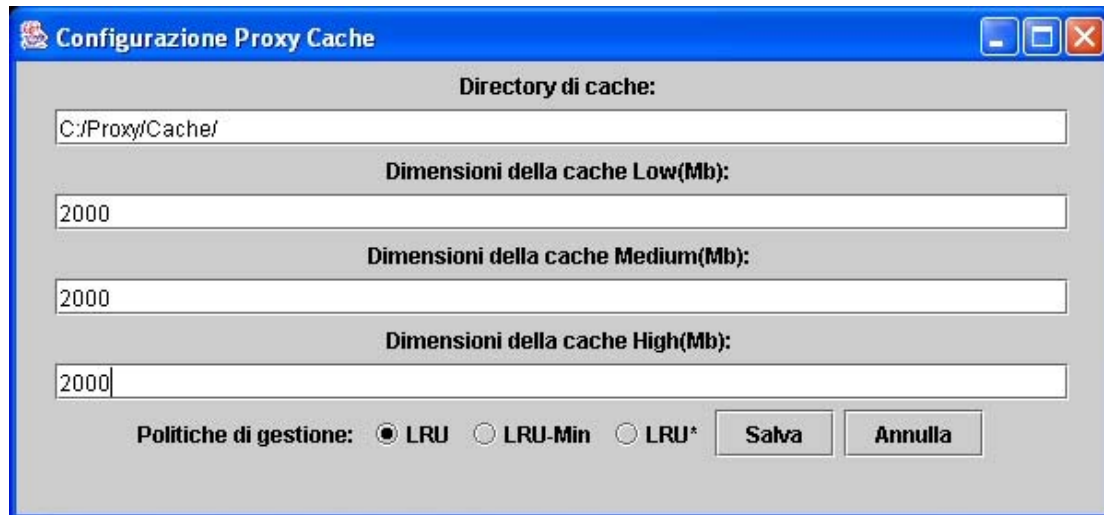 Configurazione Proxy Cache
Directory di cache:
C:/Proxy/Cache/
Dimensioni della cache Low(Mb):
2000
Dimensioni della cache Medium(Mb):
2000
Dimensioni della cache High(Mb):
2000
Politiche di gestione: LRU LRU-Min LRU* Salva Annulla